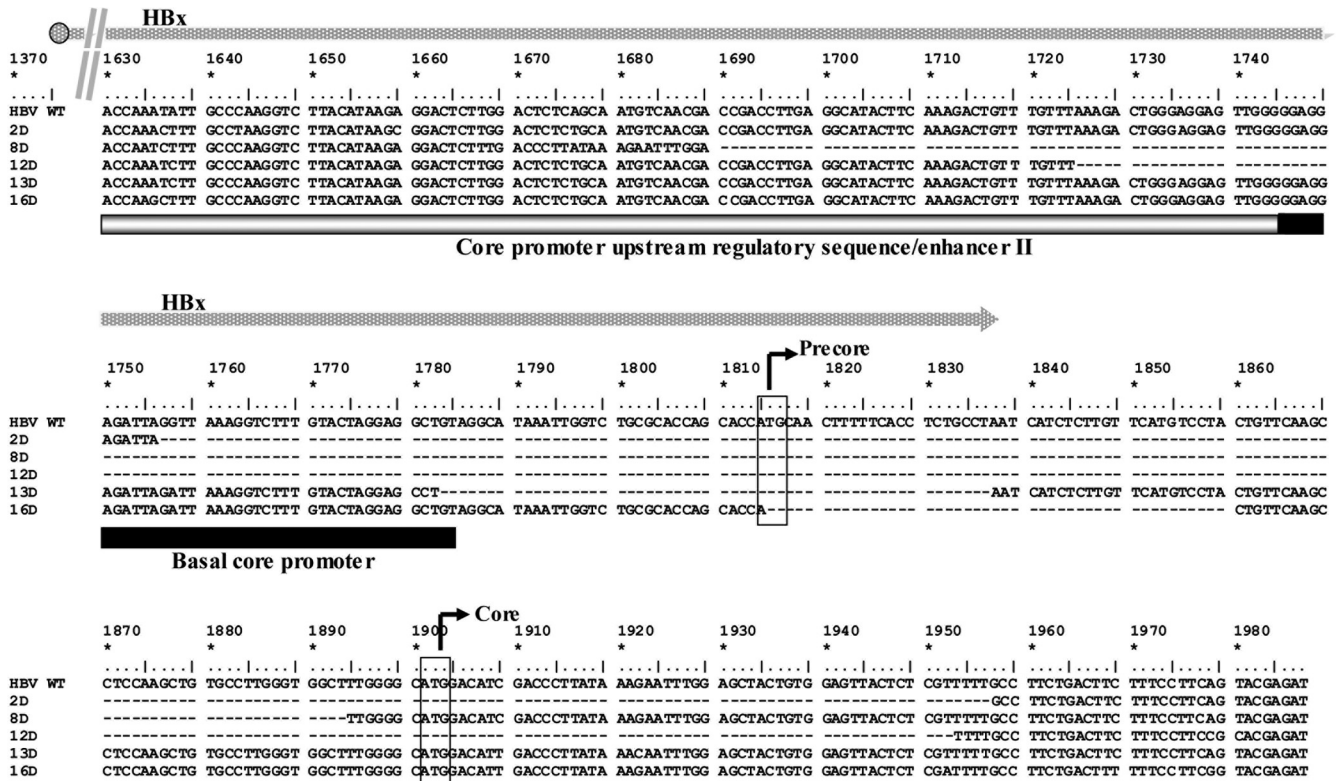 HBx
1370 1630 1640 1650 1660 1670 1680 1690 1700 1710 1720 1730 1740
* * * * * * * * * * * * *
HBV WT ACCAAATATT GCCCAAGGTC TTACATAAGA GGACTCTTGG ACTCTCAGCA ATGTCAACGA CCGACCTTGA GGCATACTTC AAAGACTGTT TGTTTAAAGA CTGGGAGGAG TTGGGGGAGG
2D ACCAAACTTT GCCTAAGGTC TTACATAAGC GGACTCTTGG ACTCTCTGCA ATGTCAACGA CCGACCTTGA GGCATACTTC AAAGACTGTT TGTTTAAAGA CTGGGAGGAG TTGGGGGAGG
8D ACCAATCTTT GCCCAAGGTC TTACATAAGA GGACTCTTTG ACCCTTATAA AGAATTTGGA ---------- ---------- ---------- ---------- ---------- ----------
12D ACCAAATCTT GCCCAAGGTC TTACATAAGA GGACTCTTGG ACTCTCTGCA ATGTCAACGA CCGACCTTGA GGCATACTTC AAAGACTGTT TGTTT----- ---------- ----------
13D ACCAAATCTT GCCCAAGGTC TTACATAAGA GGACTCTTGG ACTCTCTGCA ATGTCAACGA CCGACCTTGA GGCATACTTC AAAGACTGTT TGTTTAAAGA CTGGGAGGAG TTGGGGGAGG
16D ACCAAGCTTT GCCCAAGGTC TTACATAAGA GGACTCTTGG ACTCTCTGCA ATGTCAACGA CCGACCTTGA GGCATACTTC AAAGACTGTT TGTTTAAAGA CTGGGAGGAG TTGGGGGAGG
Core promoter upstream regulatory sequence/enhancer II
HBx
Precore
1750 1760 1770 1780 1790 1800 1810 1820 1830 1840 1850 1860
* * * * * * * * * * * *
HBV WT AGATTAGGTT AAAGGTCTTT GTACTAGGAG GCTGTAGGCA TAAATTGGTC TGCGCACCAG CACCATGCAA CTTTTTCACC TCTGCCTAAT CATCTCTTGT TCATGTCCTA CTGTTCAAGC
2D AGATTA---- ---------- ---------- ---------- ---------- ---------- ---------- ---------- ---------- ---------- ---------- ----------
8D ---------- ---------- ---------- ---------- ---------- ---------- ---------- ---------- ---------- ---------- ---------- ----------
12D ---------- ---------- ---------- ---------- ---------- ---------- ---------- ---------- ---------- ---------- ---------- ----------
13D AGATTAGATT AAAGGTCTTT GTACTAGGAG CCT------- ---------- ---------- ---------- ---------- -------AAT CATCTCTTGT TCATGTCCTA CTGTTCAAGC
16D AGATTAGATT AAAGGTCTTT GTACTAGGAG GCTGTAGGCA TAAATTGGTC TGCGCACCAG CACCA----- ---------- ---------- ---------- ---------- CTGTTCAAGC
Basal core promoter
Core
1870 1880 1890 1900 1910 1920 1930 1940 1950 1960 1970 1980
* * * * * * * * * * * *
HBV WT CTCCAAGCTG TGCCTTGGGT GGCTTTGGGG CATGGACATC GACCCTTATA AAGAATTTGG AGCTACTGTG GAGTTACTCT CGTTTTTGCC TTCTGACTTC TTTCCTTCAG TACGAGAT
2D ---------- ---------- ---------- ---------- ---------- ---------- ---------- ---------- -------GCC TTCTGACTTC TTTCCTTCAG TACGAGAT
8D ---------- ---------- ----TTGGGG CATGGACATC GACCCTTATA AAGAATTTGG AGCTACTGTG GAGTTACTCT CGTTTTTGCC TTCTGACTTC TTTCCTTCAG TACGAGAT
12D ---------- ---------- ---------- ---------- ---------- ---------- ---------- ---------- ---TTTTGCC TTCTGACTTC TTTCCTTCCG CACGAGAT
13D CTCCAAGCTG TGCCTTGGGT GGCTTTGGGG CATGGACATT GACCCTTATA AACAATTTGG AGCTACTGTG GAGTTACTCT CGTTTTTGCC TTCTGACTTC TTTCCTTCAG TACGAGAT
16D CTCCAAGCTG TGCCTTGGGT GGCTTTGGGG CATGGACATT GACCCTTATA AAGAATTTGG AGCTACTGTG GAGTTACTCT CGATTTTGCC TTCTGACTTT TTTCCTTCGG TACGAGAT